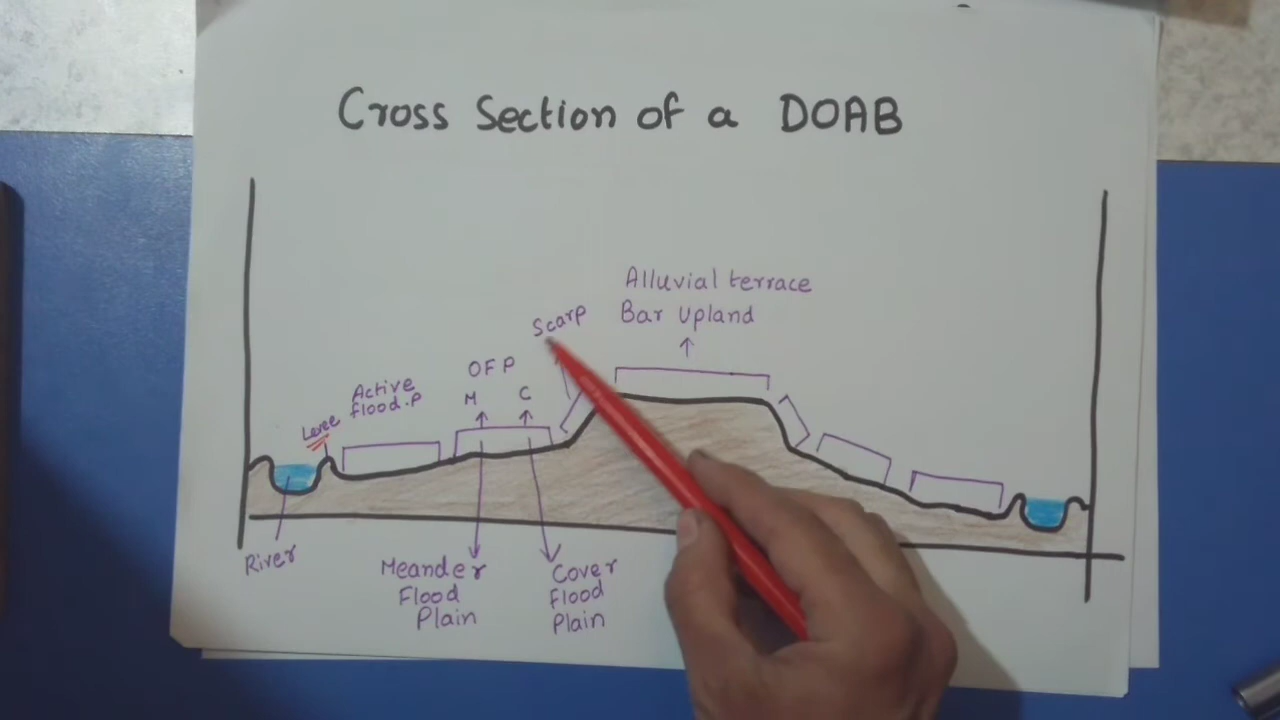 Cross Section of a DOAB
Alluvial terrace
Bar Upland
Scarp
OFP
M C
Active
flood.P
Levee
River
Meander
Flood
Plain
Cover
flood
Plain